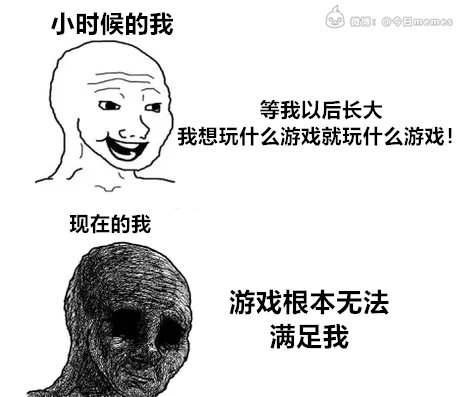 微博：@今日memes
小时候的我
等我以后长大
我想玩什么游戏就玩什么游戏！
现在的我
游戏根本无法
满足我